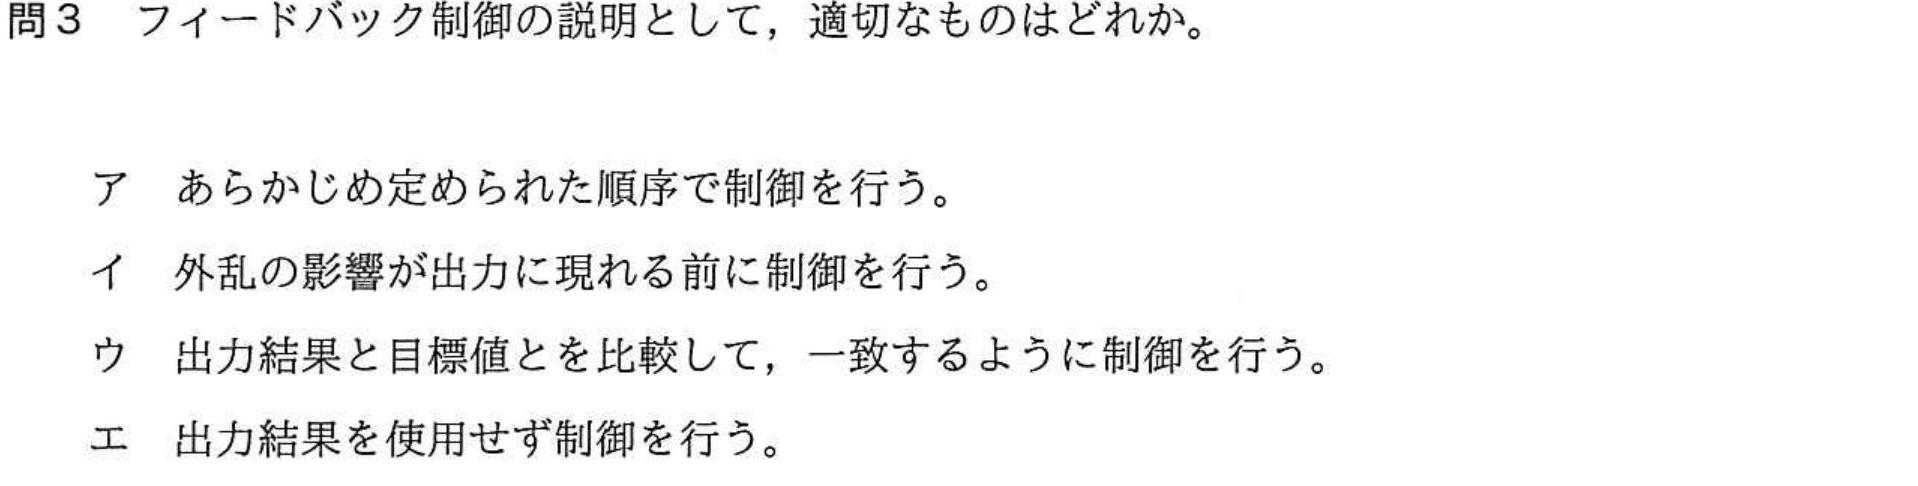 問3 フィードバック制御の説明として，適切なものはどれか。
ア あらかじめ定められた順序で制御を行う。
イ 外乱の影響が出力に現れる前に制御を行う。
ウ 出力結果と目標値とを比較して，一致するように制御を行う。
エ 出力結果を使用せず制御を行う。